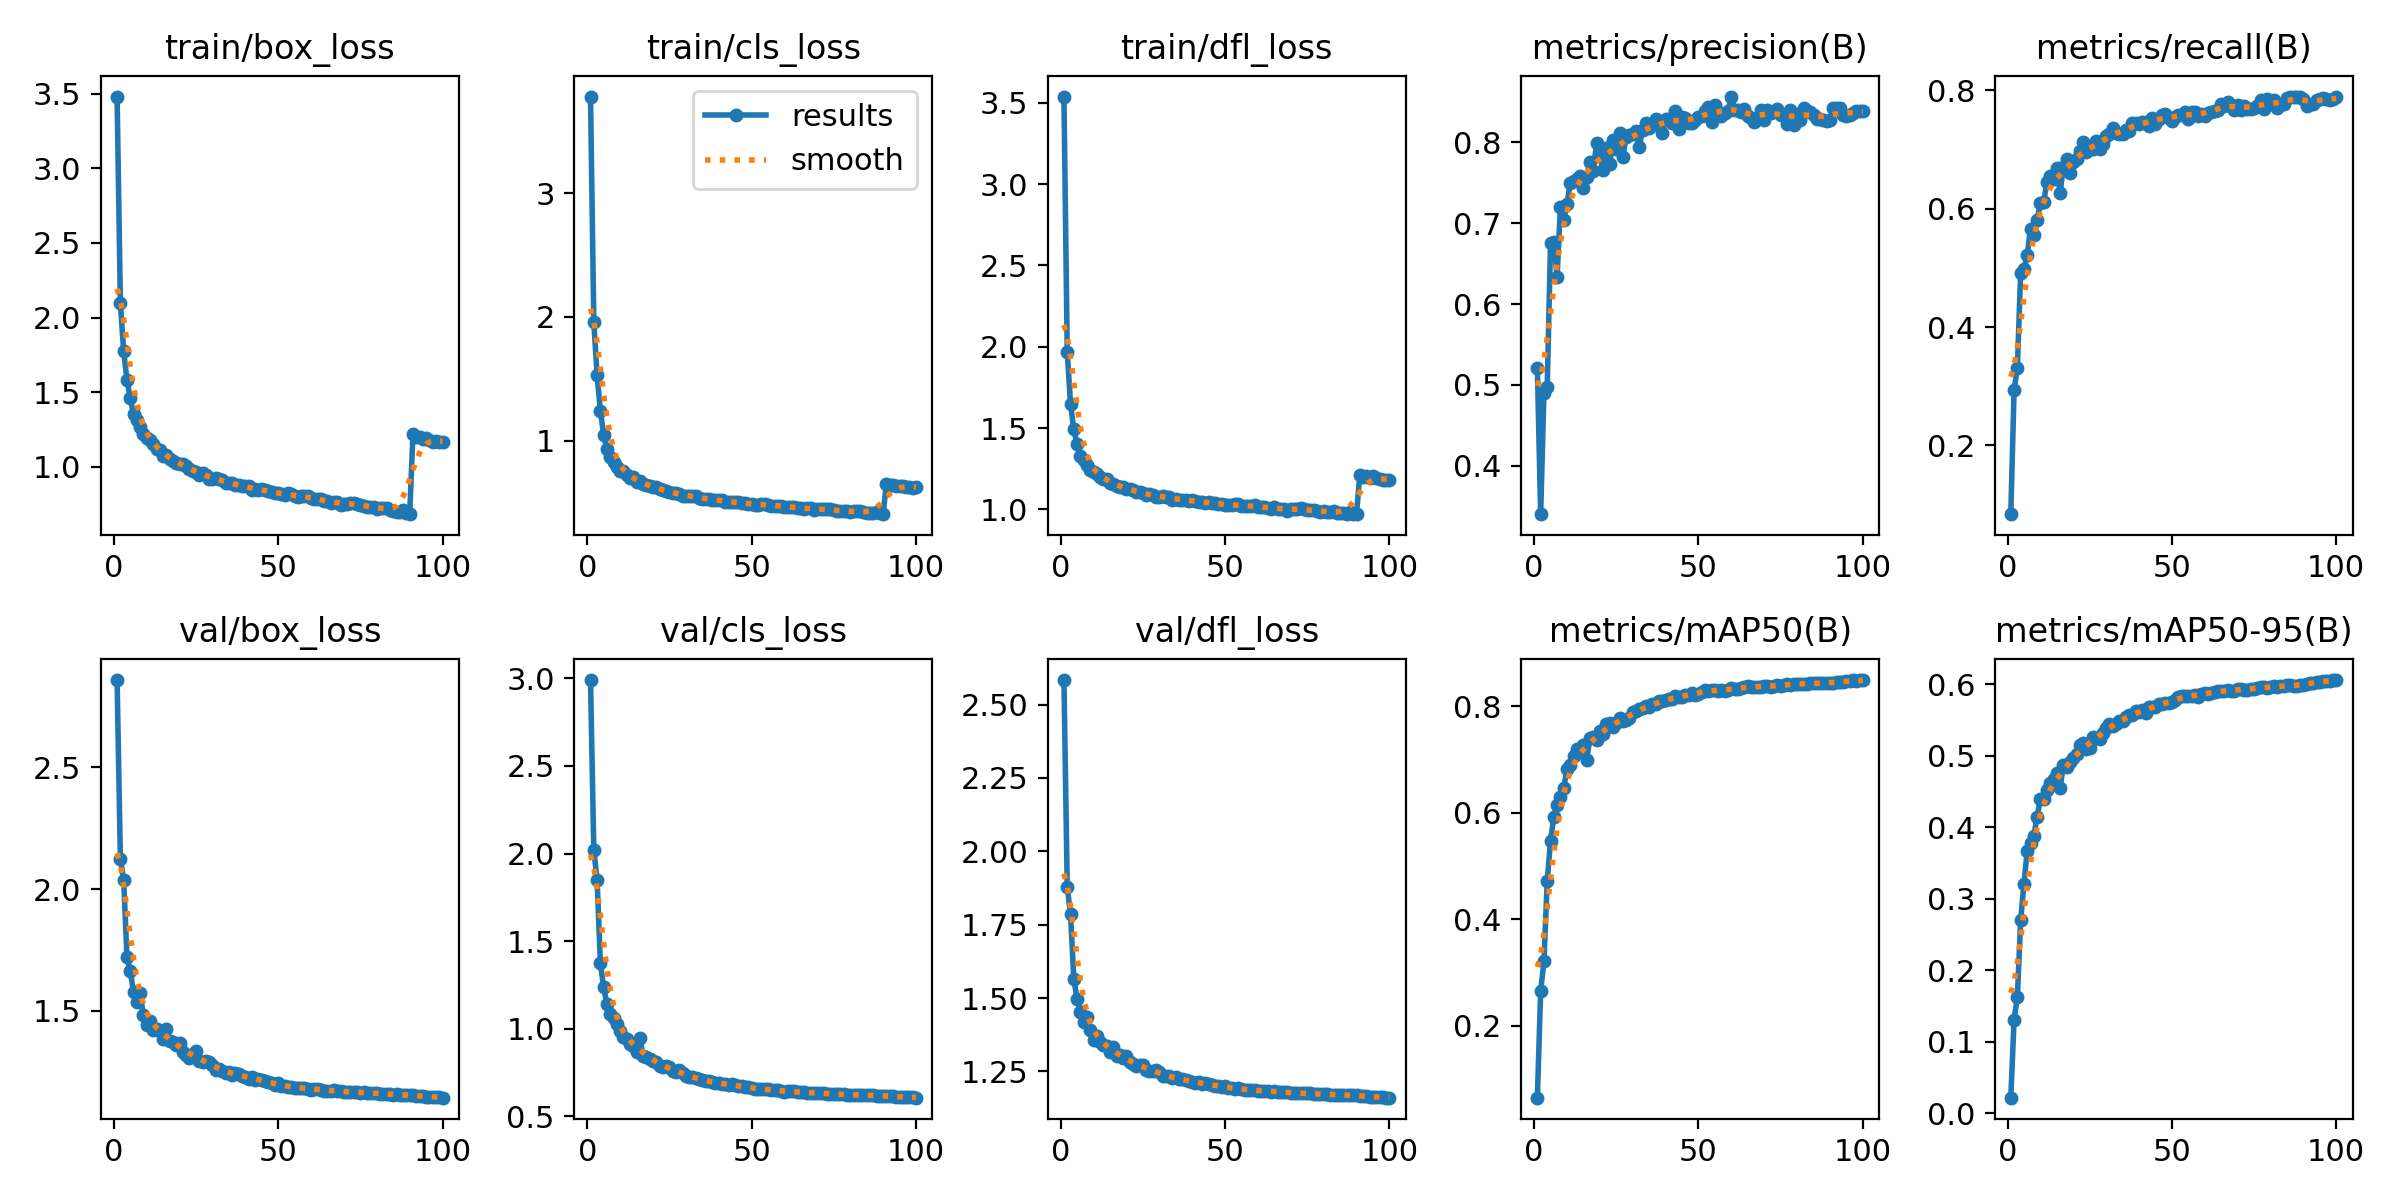 train/box_loss
train/cls_loss
train/dfl_loss
metrics/precision(B)
metrics/recall(B)
3.5
3.0
2.5
2.0
1.5
1.0
0 50 100
results
smooth
3
2
1
0 50 100
3.5
3.0
2.5
2.0
1.5
1.0
0 50 100
0.8
0.7
0.6
0.5
0.4
0 50 100
0.8
0.6
0.4
0.2
0 50 100
val/box_loss
val/cls_loss
val/dfl_loss
metrics/mAP50(B)
metrics/mAP50-95(B)
2.5
2.0
1.5
0 50 100
3.0
2.5
2.0
1.5
1.0
0.5
0 50 100
2.50
2.25
2.00
1.75
1.50
1.25
0 50 100
0.8
0.6
0.4
0.2
0 50 100
0.6
0.5
0.4
0.3
0.2
0.1
0.0
0 50 100